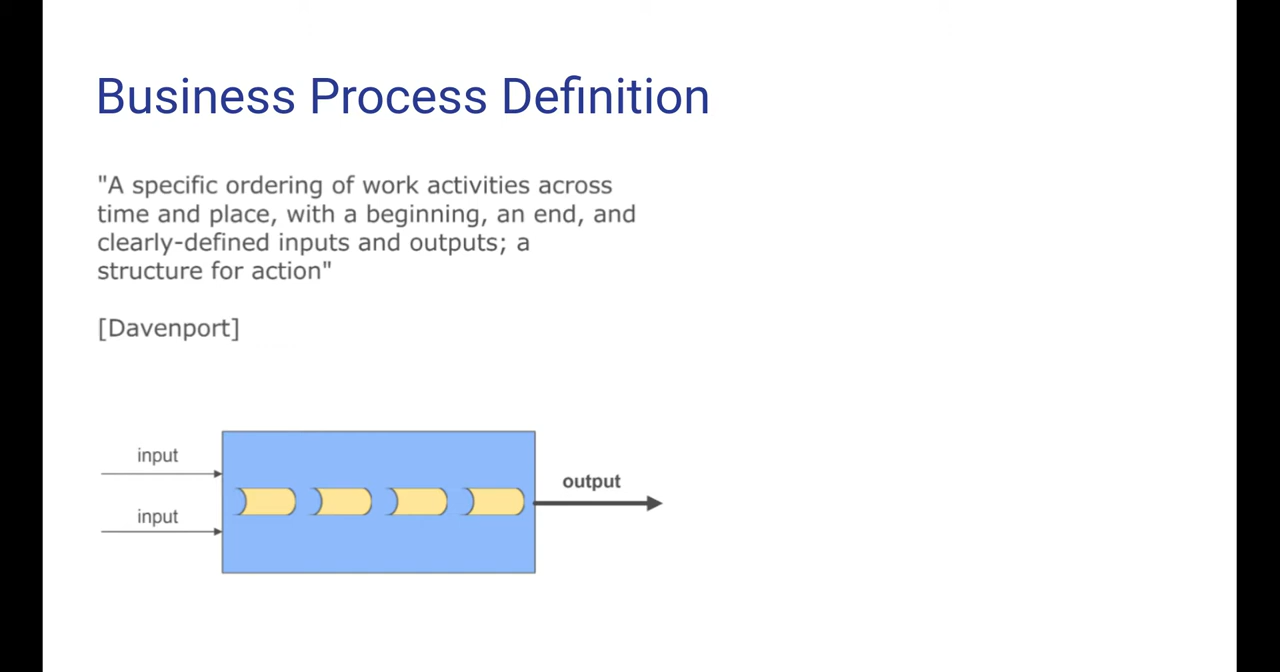 Business Process Definition
"A specific ordering of work activities across
time and place, with a beginning, an end, and
clearly-defined inputs and outputs; a
structure for action"
[Davenport]
input
input
output